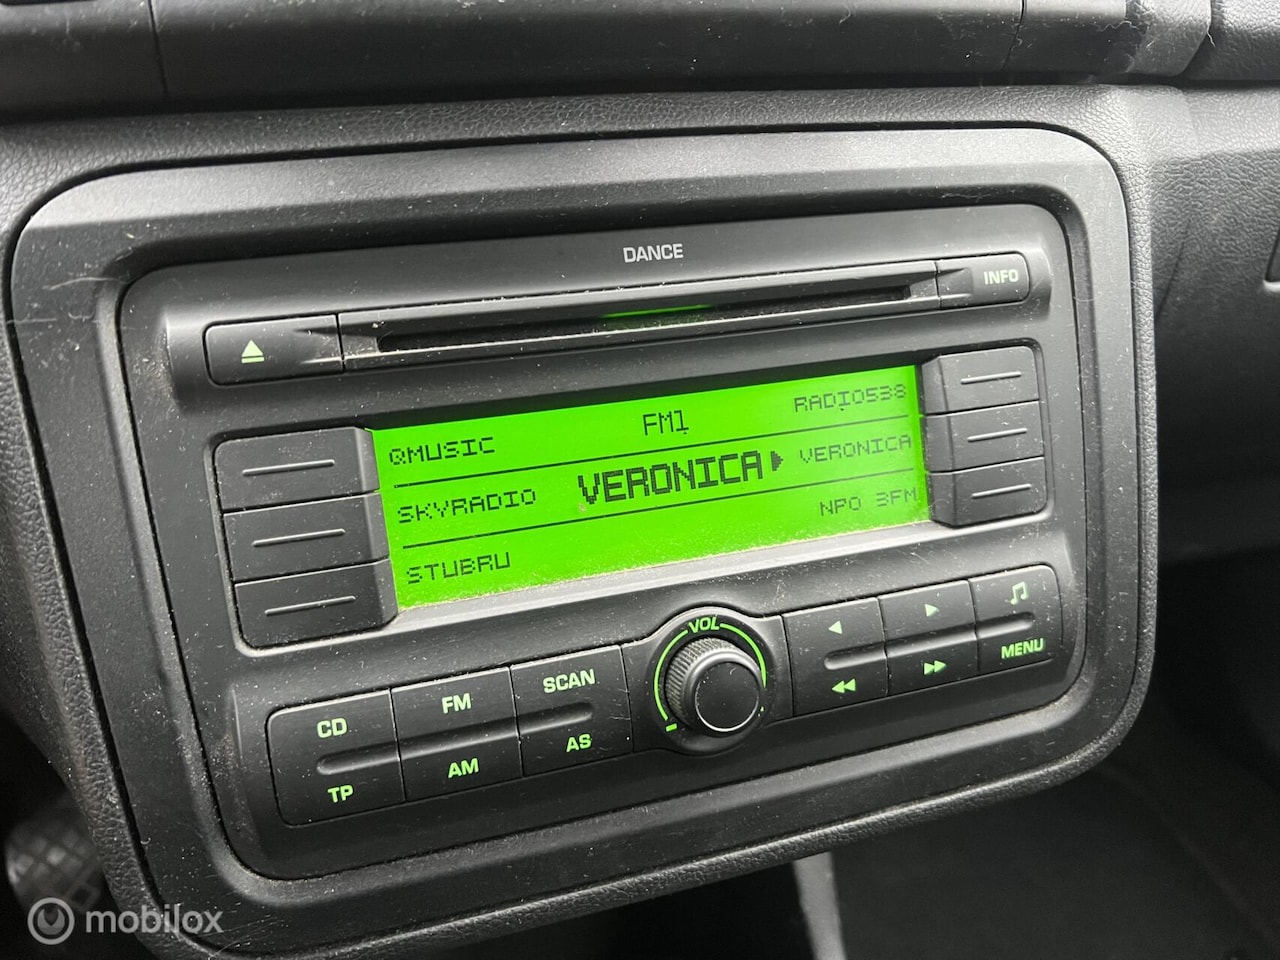 DANCE
INFO
QMUSIC FM1 RADIO538
SKYRADIO VERONICA VERONICA
STUBRU NPO 3FM
VOL
CD FM SCAN
TP AM AS
MENU
mobilox